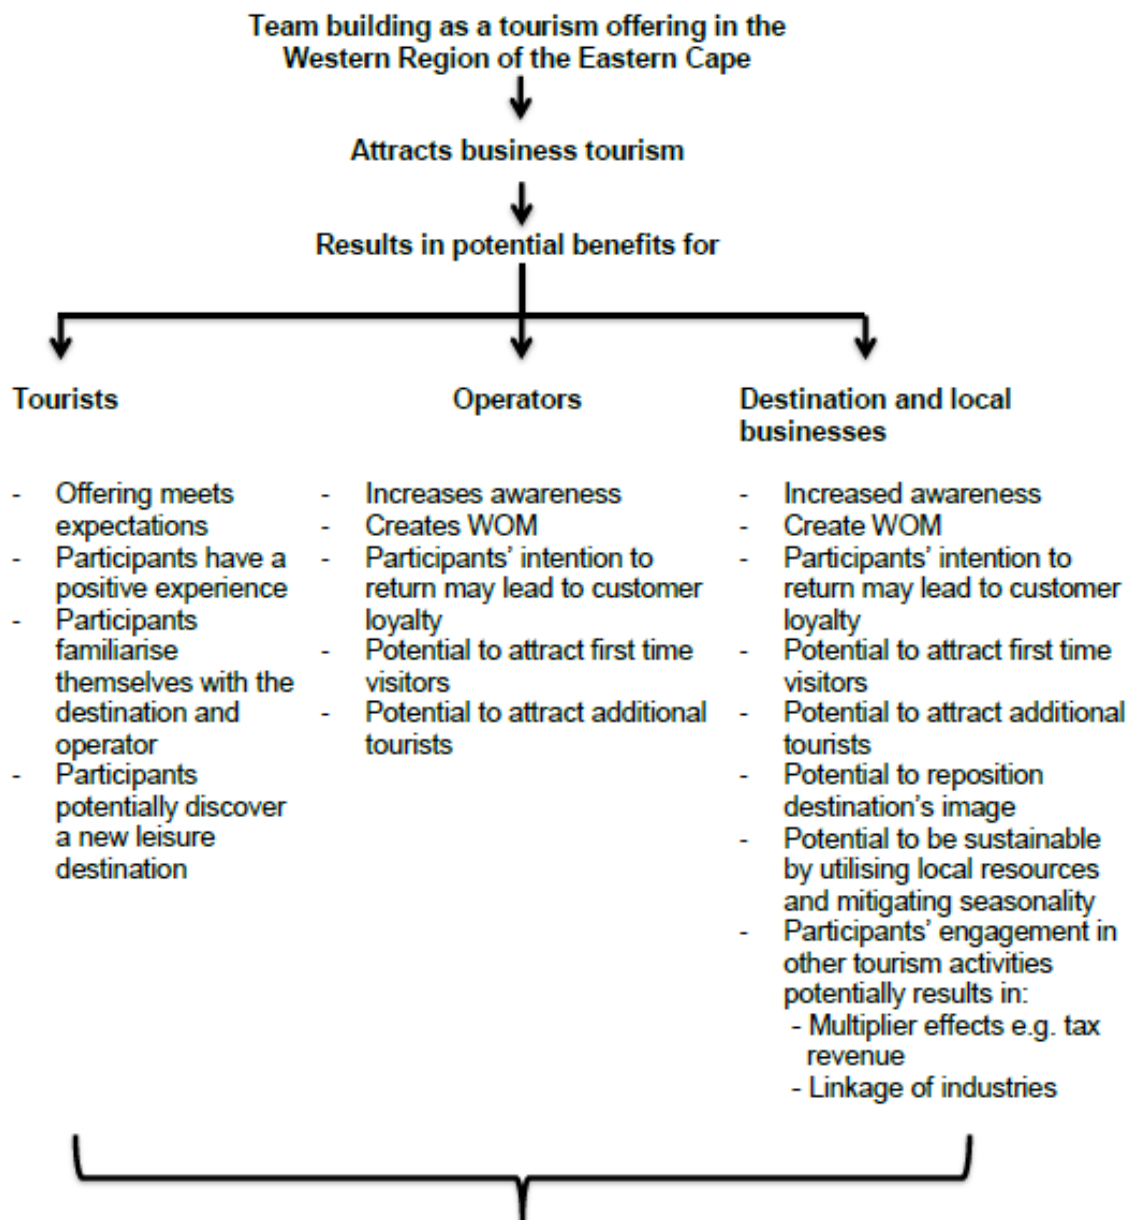 Team building as a tourism offering in the
Western Region of the Eastern Cape
Attracts business tourism
Results in potential benefits for
Tourists
- Offering meets
expectations
- Participants have a
positive experience
- Participants
familiarise
themselves with the
destination and
operator
- Participants
potentially discover
a new leisure
destination
Operators
- Increases awareness
- Creates WOM
- Participants' intention to
return may lead to customer
loyalty
- Potential to attract first time
visitors
- Potential to attract additional
tourists
Destination and local
businesses
- Increased awareness
- Create WOM
- Participants' intention to
return may lead to customer
loyalty
- Potential to attract first time
visitors
- Potential to attract additional
tourists
- Potential to reposition
destination's image
- Potential to be sustainable
by utilising local resources
and mitigating seasonality
- Participants' engagement in
other tourism activities
potentially results in:
- Multiplier effects e.g. tax
revenue
- Linkage of industries